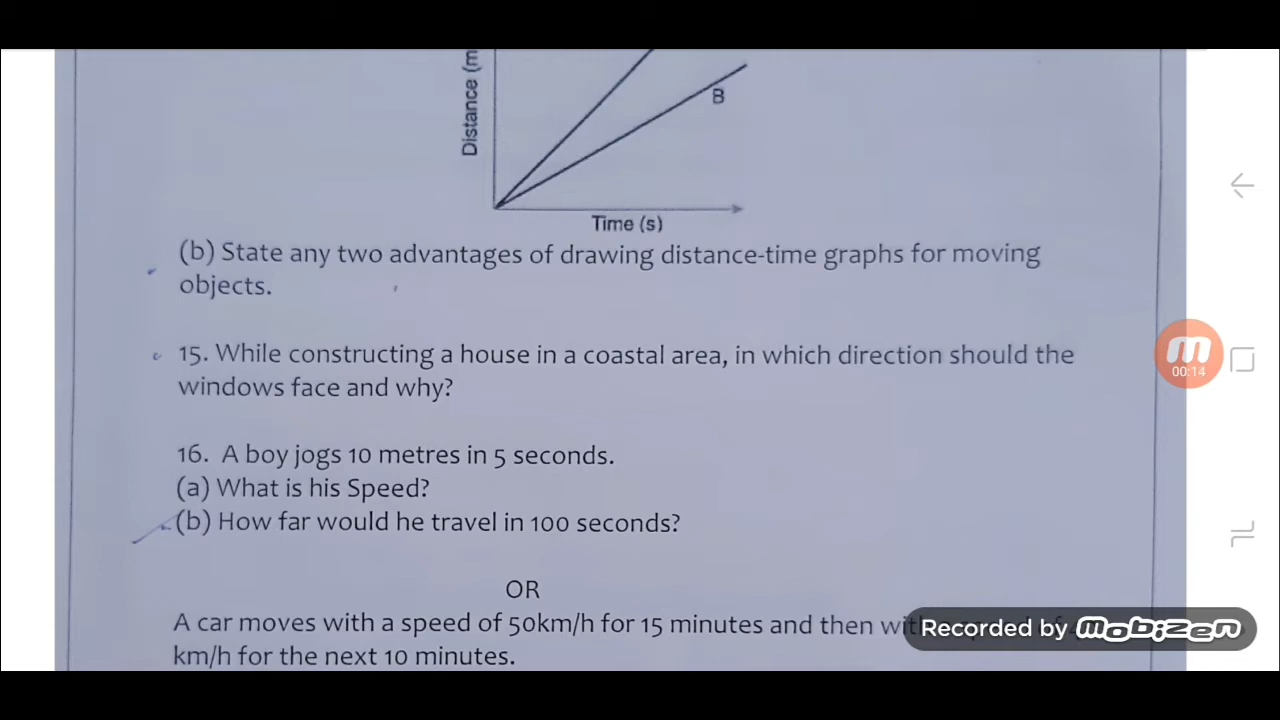 Distance (m
B
Time (s)
(b) State any two advantages of drawing distance-time graphs for moving
objects.
15. While constructing a house in a coastal area, in which direction should the
windows face and why?
16. A boy jogs 10 metres in 5 seconds.
(a) What is his Speed?
(b) How far would he travel in 100 seconds?
OR
A car moves with a speed of 50km/h for 15 minutes and then
km/h for the next 10 minutes.
00:14
Recorded by mobizen